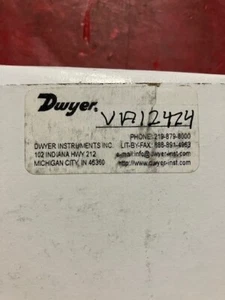 Dwyer. V1A12424
PHONE: 219-879-8000
DWYER INSTRUMENTS INC. LIT-BY-FAX: 888-891-4963
102 INDIANA HWY 212 e-mail:info@dwyer-inst.com
MICHIGAN CITY, IN 46360 http://www.dwyer-inst.com